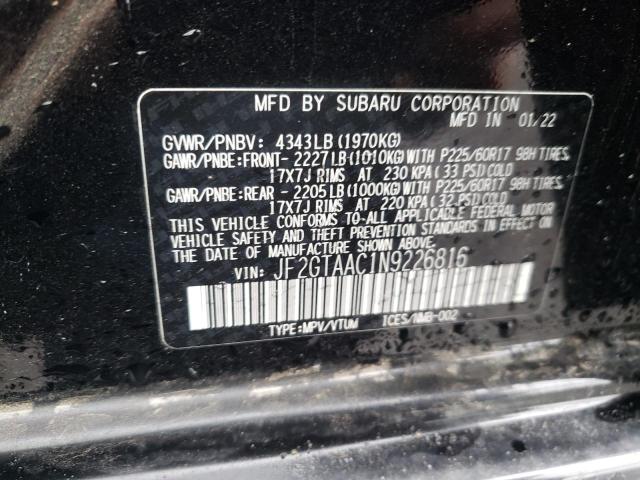 MFD BY SUBARU CORPORATION
MFD IN 01/22
GVWR/PNBV: 4343LB (1970KG)
GAWR/PNBE:FRONT- 2227LB (1010KG) WITH P225/60R17 98H TIRES,
17X7J RIMS AT 230 KPA (33 PSI) COLD
GAWR/PNBE:REAR - 2205LB (1000KG) WITH P225/60R17 98H TIRES,
17X7J RIMS AT 220 KPA (32 PSI) COLD
THIS VEHICLE CONFORMS TO ALL APPLICABLE FEDERAL MOTOR
VEHICLE SAFETY STANDARDS IN EFFECT ON
THE DATE OF MANUFACTURE SHOWN ABOVE.
VIN: JF2GTAAC1N9226816
TYPE:MPV/VTUM ICES/NMB-002